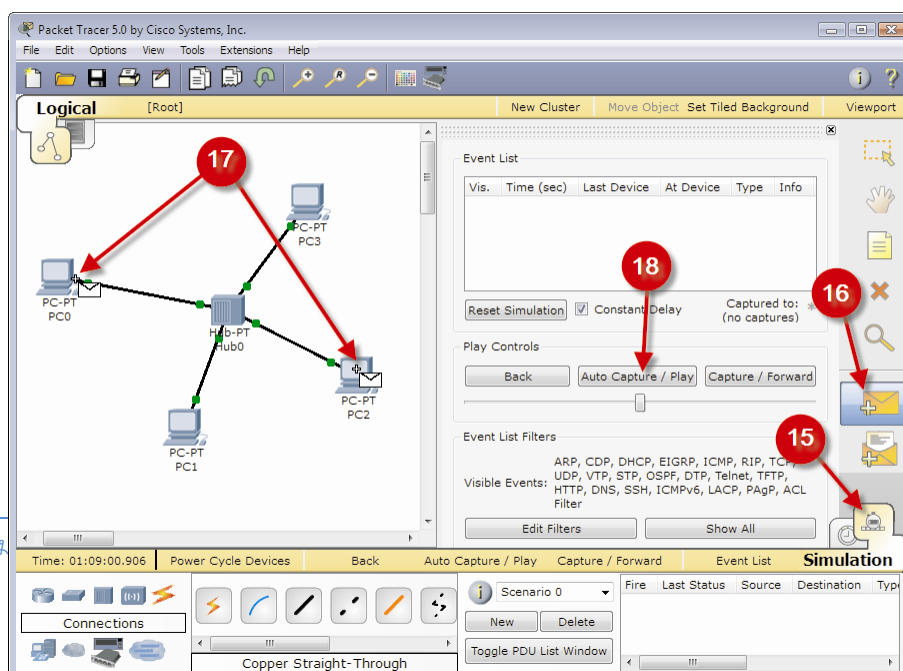 Packet Tracer 5.0 by Cisco Systems, Inc.
File Edit Options View Tools Extensions Help
Logical [Root] New Cluster Move Object Set Tiled Background Viewport
17
PC-PT
PC3
PC-PT
PC0
Hub-PT
Hub0
PC-PT
PC2
PC-PT
PC1
Event List
Vis. Time (sec) Last Device At Device Type Info
18
16
Reset Simulation Constant Delay Captured to: *
(no captures)
Play Controls
Back Auto Capture / Play Capture / Forward
15
Event List Filters
Visible Events: ARP, CDP, DHCP, EIGRP, ICMP, RIP, TCP,
UDP, VTP, STP, OSPF, DTP, Telnet, TFTP,
HTTP, DNS, SSH, ICMPv6, LACP, PAgP, ACL
Filter
Edit Filters Show All
Time: 01:09:00.906 Power Cycle Devices Back Auto Capture / Play Capture / Forward Event List Simulation
Connections
Copper Straight-Through
Scenario 0
New Delete
Toggle PDU List Window
Fire Last Status Source Destination Type